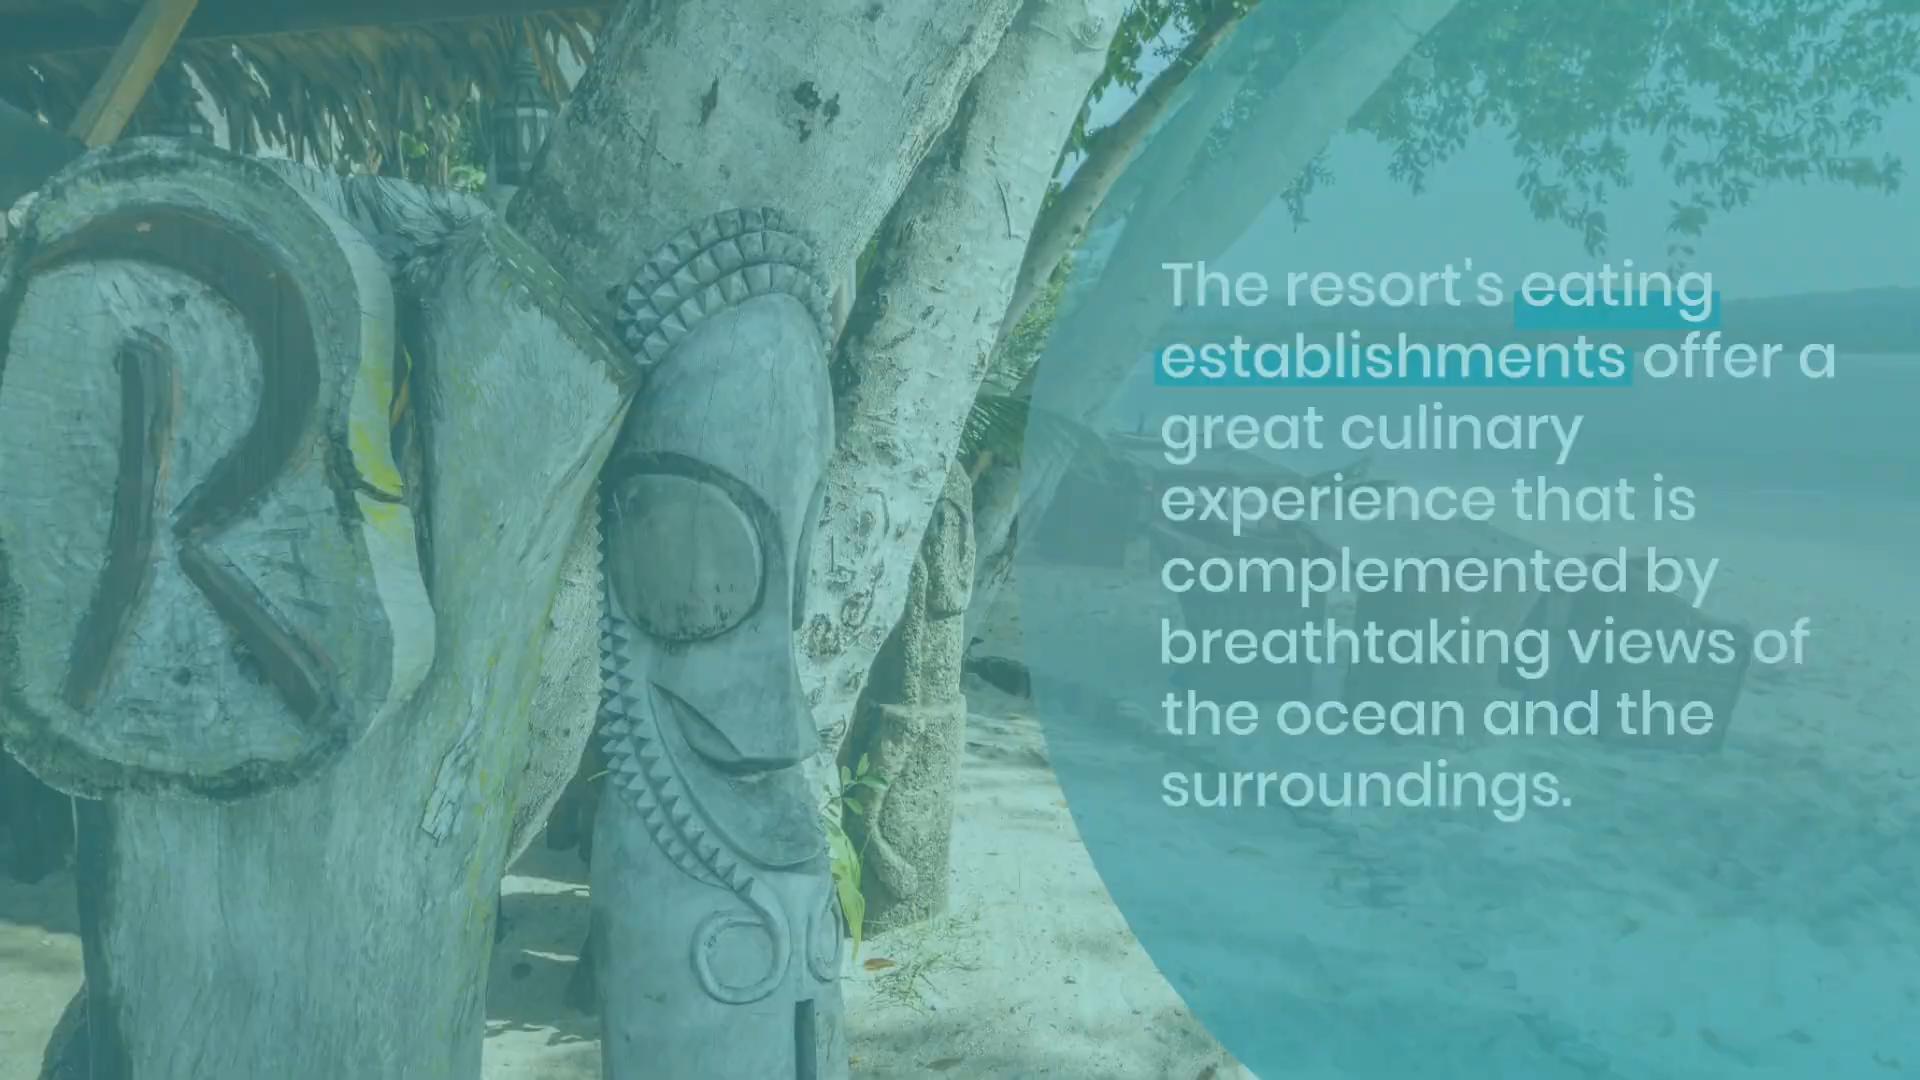 R
The resort's eating
establishments offer a
great culinary
experience that is
complemented by
breathtaking views of
the ocean and the
surroundings.